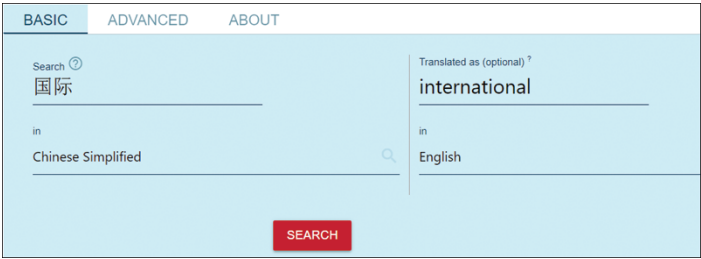 BASIC ADVANCED ABOUT
Search ?
国际
in
Chinese Simplified
Translated as (optional) ?
international
in
English
SEARCH